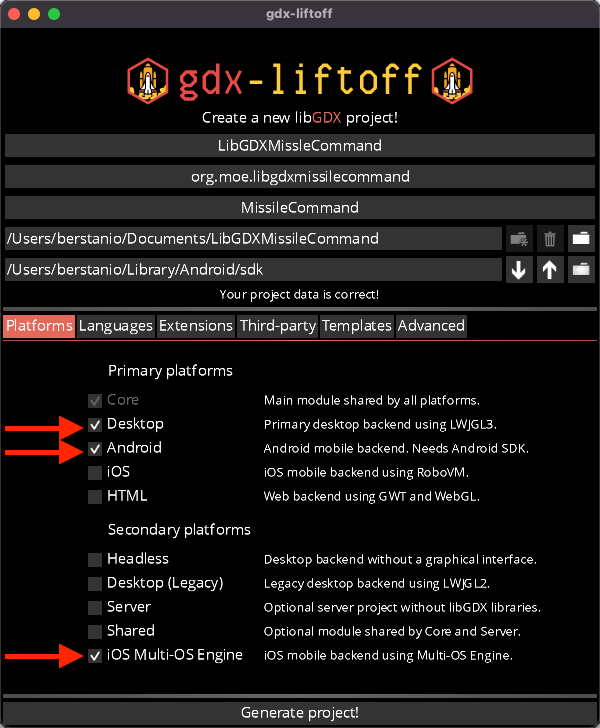 gdx-liftoff
gdx-liftoff
Create a new libGDX project!
LibGDXMissleCommand
org.moe.libgdxmissilecommand
MissileCommand
/Users/berstanio/Documents/LibGDXMissileCommand
/Users/berstanio/Library/Android/sdk
Your project data is correct!
Platforms Languages Extensions Third-party Templates Advanced
Primary platforms
Core Main module shared by all platforms.
Desktop Primary desktop backend using LWJGL3.
Android Android mobile backend. Needs Android SDK.
iOS iOS mobile backend using RoboVM.
HTML Web backend using GWT and WebGL.
Secondary platforms
Headless Desktop backend without a graphical interface.
Desktop (Legacy) Legacy desktop backend using LWJGL2.
Server Optional server project without libGDX libraries.
Shared Optional module shared by Core and Server.
iOS Multi-OS Engine iOS mobile backend using Multi-OS Engine.
Generate project!